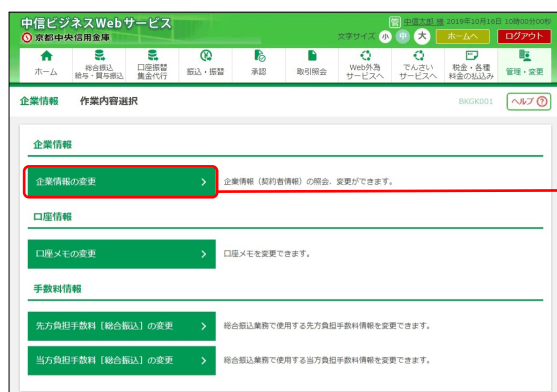 中信ビジネスWebサービス
管 中信太郎 様 2019年10月16日 10時00分00秒
京都中央信用金庫
文字サイズ 小 中 大 ホームへ ログアウト
ホーム
総合振込
給与・賞与振込
口座振替
集金代行
振込・振替
承認
取引照会
Web外為
サービスへ
でんさい
サービスへ
税金・各種
料金の払込み
管理・変更
企業情報 作業内容選択 BKGK001 ヘルプ ?
企業情報
企業情報の変更 企業情報（契約者情報）の照会、変更ができます。
口座情報
口座メモの変更 口座メモを変更できます。
手数料情報
先方負担手数料［総合振込］の変更 総合振込業務で使用する先方負担手数料情報を変更できます。
当方負担手数料［総合振込］の変更 総合振込業務で使用する当方負担手数料情報を変更できます。